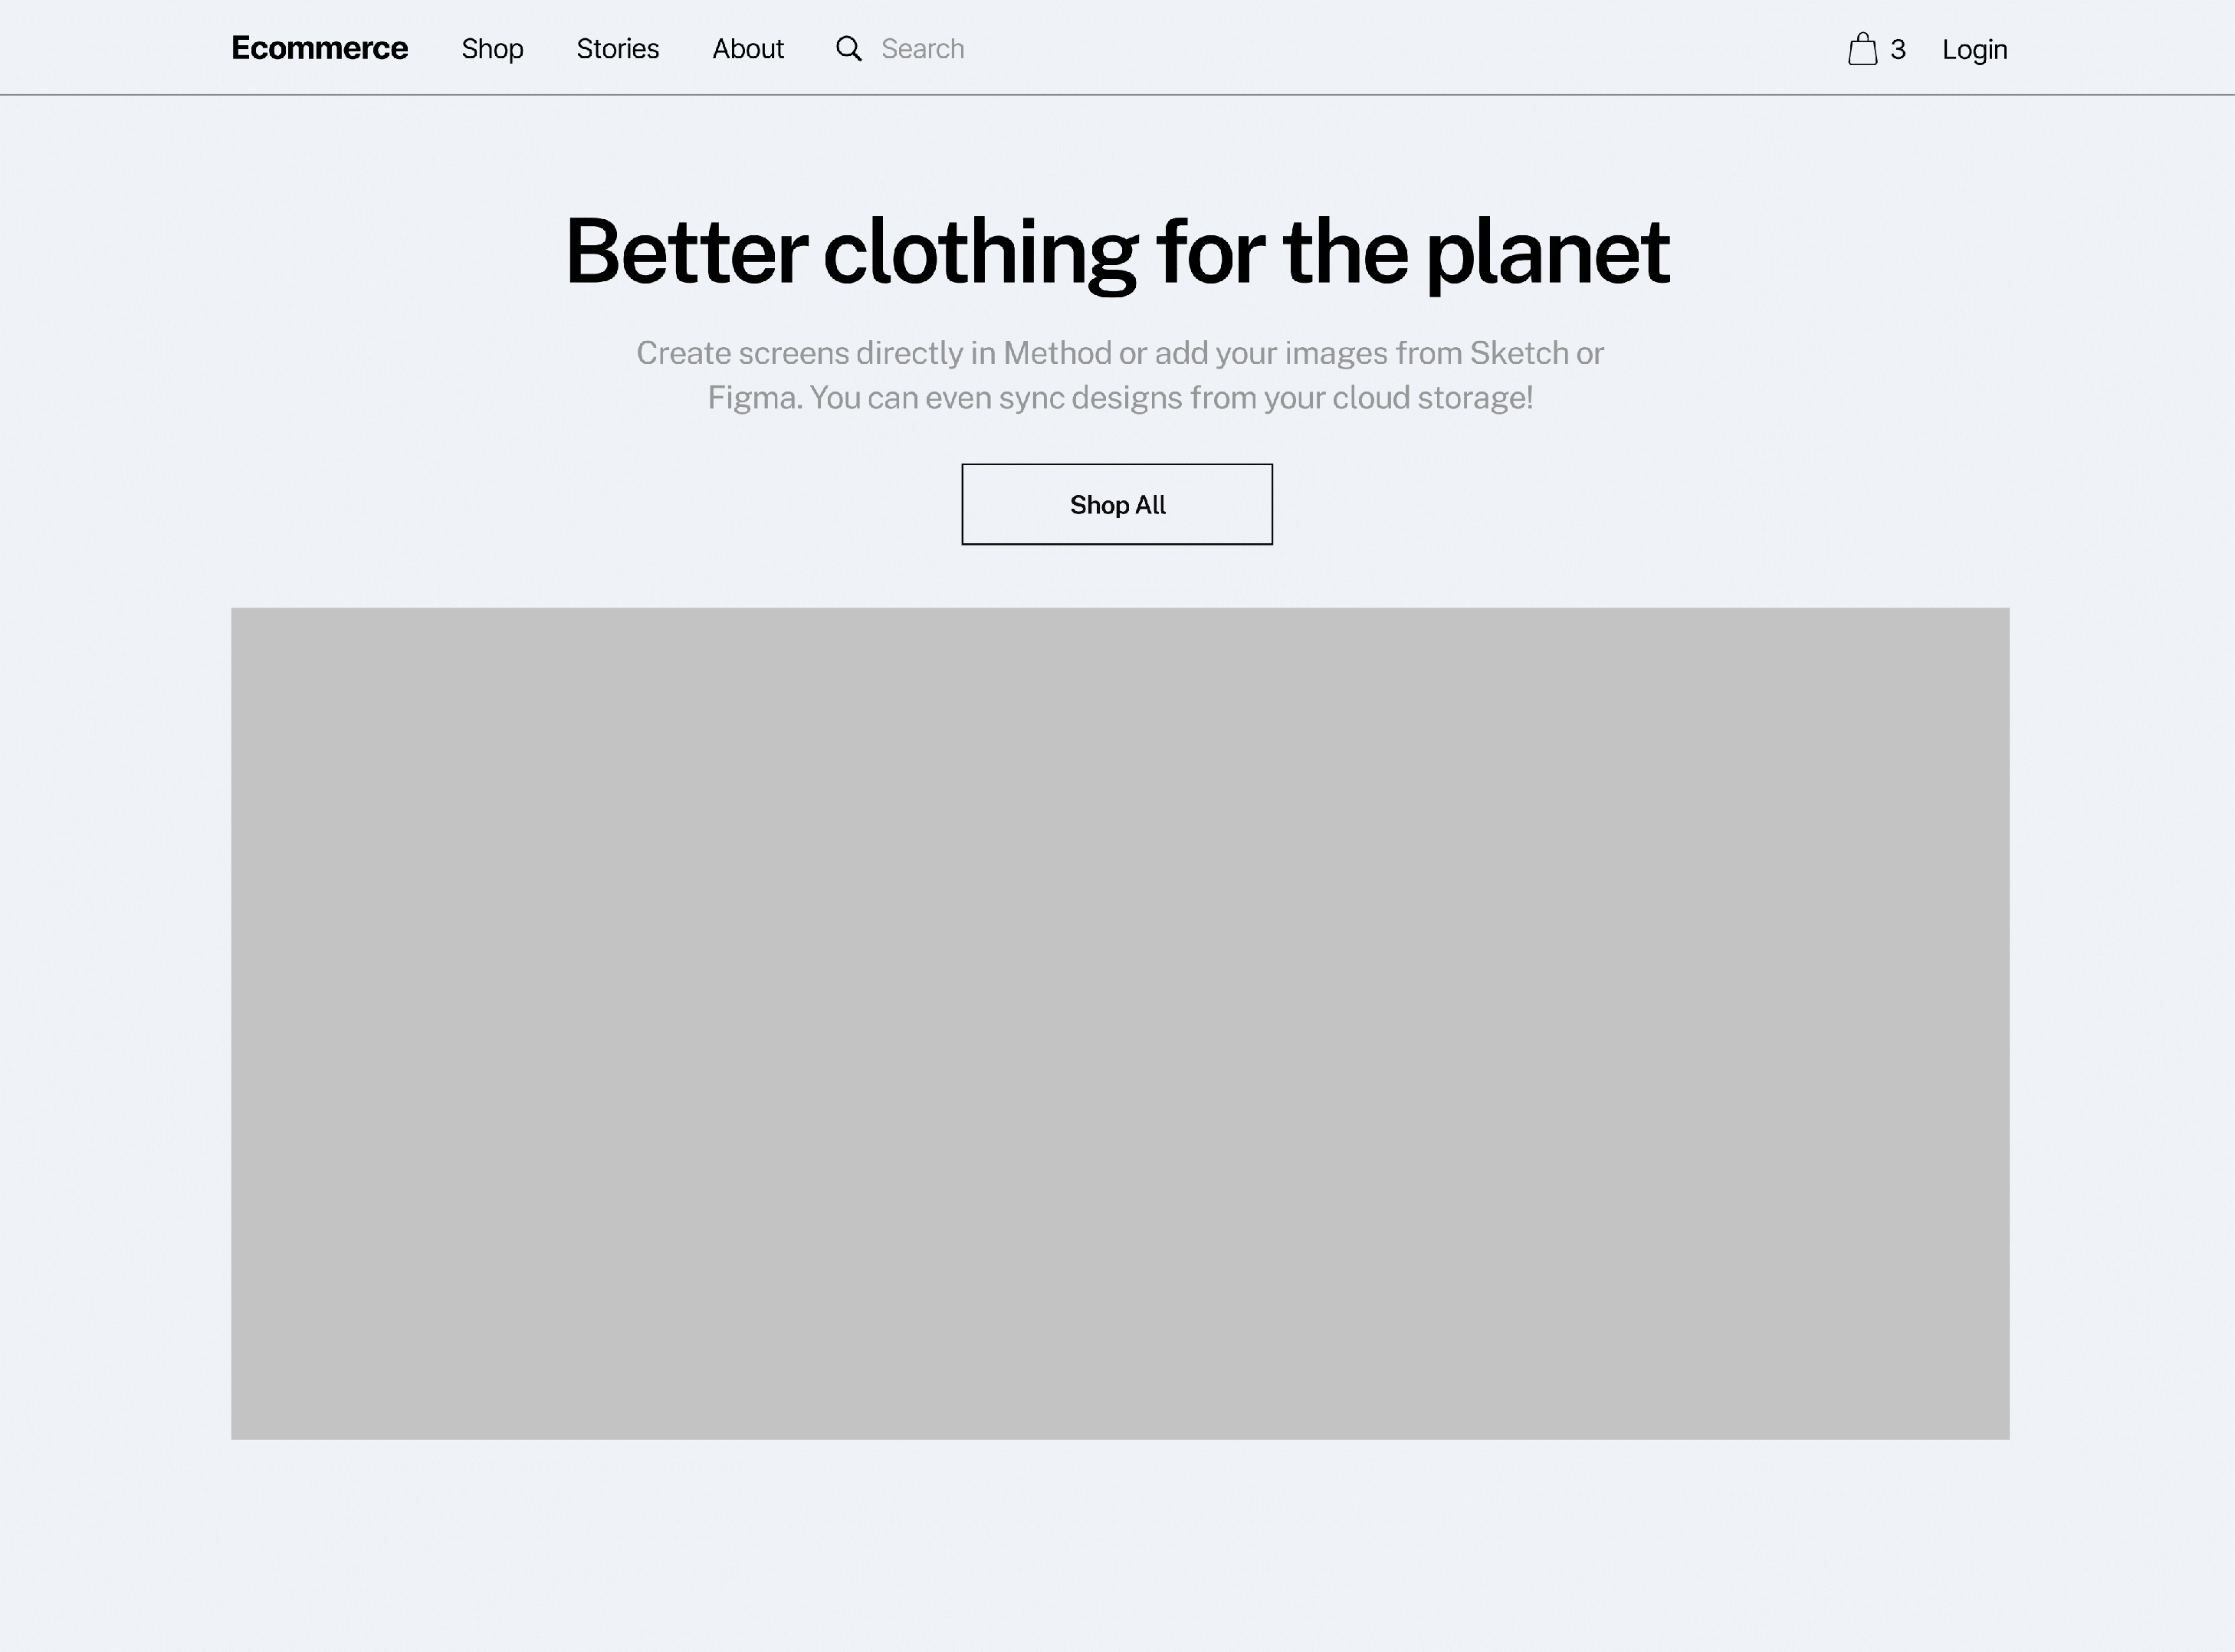 Ecommerce Shop Stories About Search 3 Login
Better clothing for the planet
Create screens directly in Method or add your images from Sketch or
Figma. You can even sync designs from your cloud storage!
Shop All